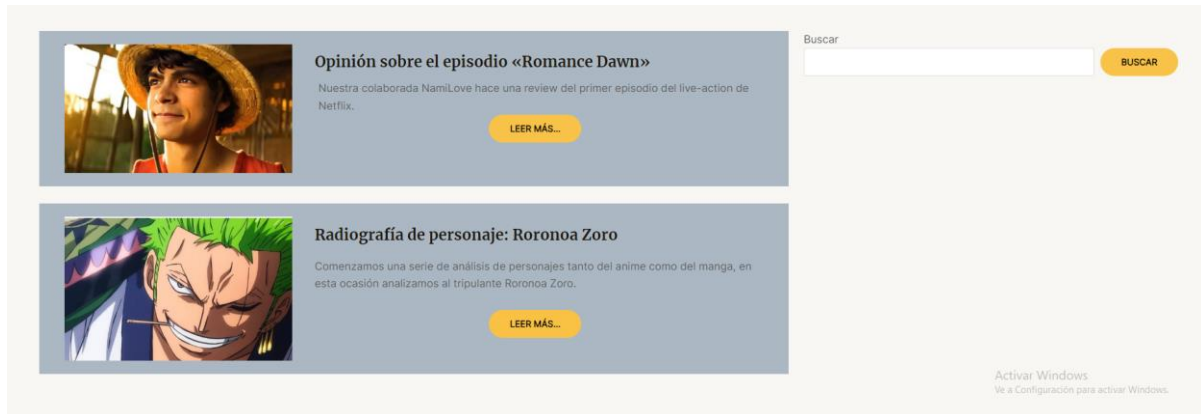 Opinión sobre el episodio «Romance Dawn»
Nuestra colaborada NamiLove hace una review del primer episodio del live-action de
Netflix.
LEER MÁS...
Radiografía de personaje: Roronoa Zoro
Comenzamos una serie de análisis de personajes tanto del anime como del manga, en
esta ocasión analizamos al tripulante Roronoa Zoro.
LEER MÁS...
Buscar
BUSCAR
Activar Windows
Ve a Configuración para activar Windows.